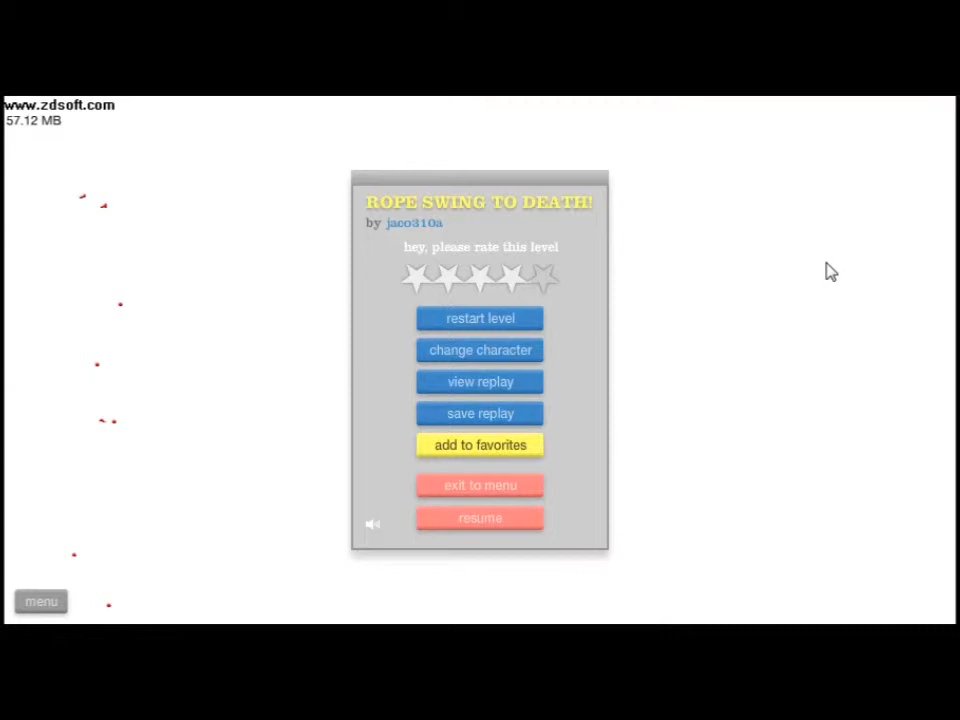 www.zdsoft.com
57.12 MB
ROPE SWING TO DEATH!
by jaco310a
hey, please rate this level
restart level
change character
view replay
save replay
add to favorites
exit to menu
resume
menu